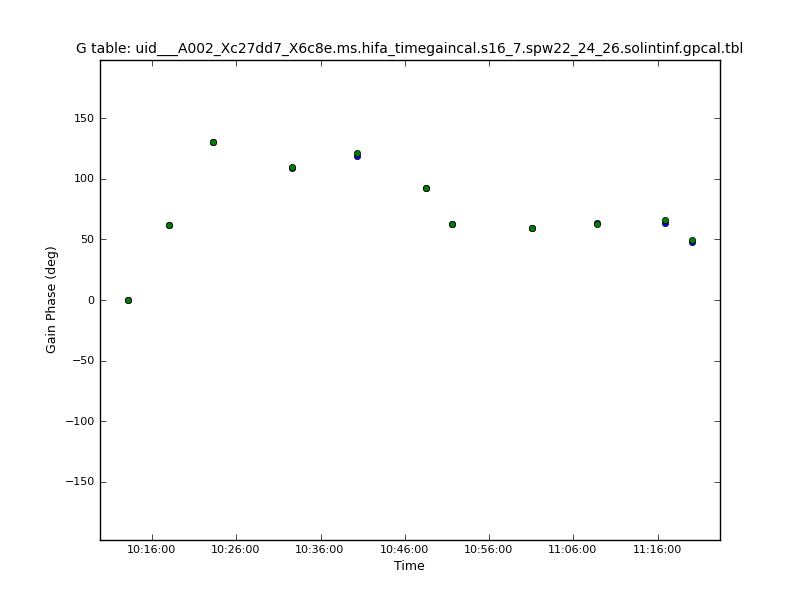 G table: uid___A002_Xc27dd7_X6c8e.ms.hifa_timegaincal.s16_7.spw22_24_26.solintinf.gpcal.tbl
150
100
50
0
−50
−100
−150
Gain Phase (deg)
10:16:00 10:26:00 10:36:00 10:46:00 10:56:00 11:06:00 11:16:00
Time